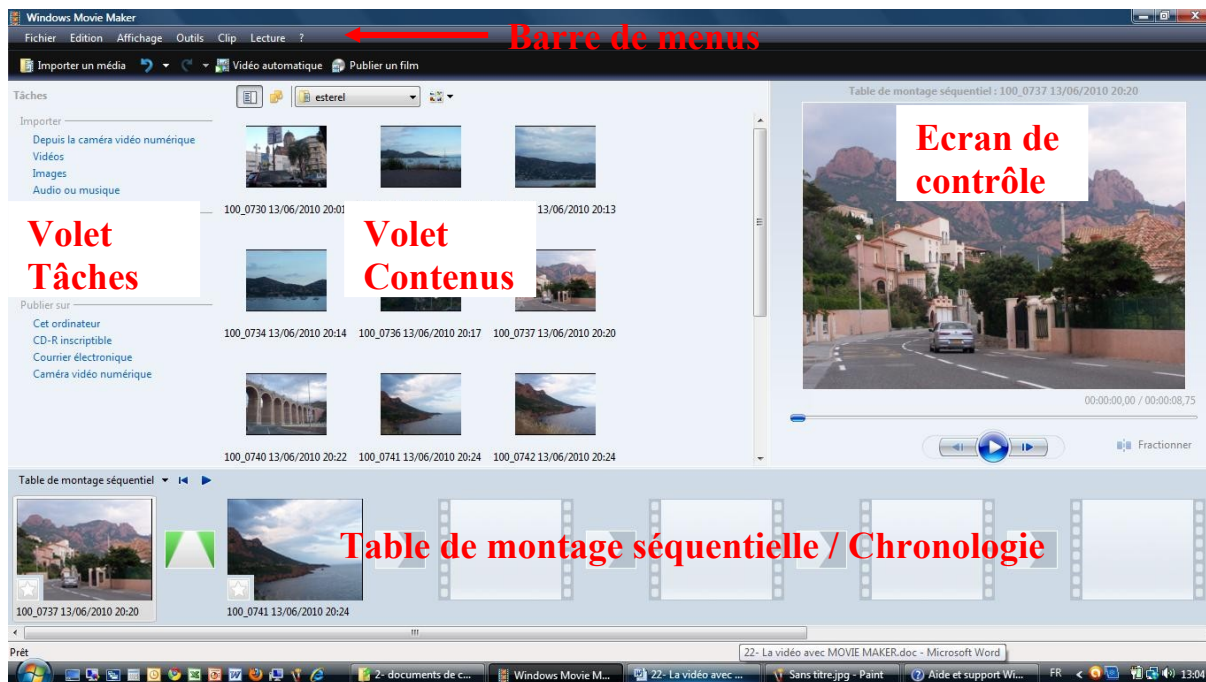 Windows Movie Maker
Fichier Edition Affichage Outils Clip Lecture ?
Barre de menus
Importer un média Vidéo automatique Publier un film
Tâches
Importer
Depuis la caméra vidéo numérique
Vidéos
Images
Audio ou musique
Volet
Tâches
Publier sur
Cet ordinateur
CD-R inscriptible
Courrier électronique
Caméra vidéo numérique
esterel
100_0730 13/06/2010 20:01 13/06/2010 20:13
Volet
Contenus
100_0734 13/06/2010 20:14 100_0736 13/06/2010 20:17 100_0737 13/06/2010 20:20
100_0740 13/06/2010 20:22 100_0741 13/06/2010 20:24 100_0742 13/06/2010 20:24
Table de montage séquentiel : 100_0737 13/06/2010 20:20
Ecran de
contrôle
00:00:00,00 / 00:00:08,75
Fractionner
Table de montage séquentiel
Table de montage séquentielle / Chronologie
100_0737 13/06/2010 20:20 100_0741 13/06/2010 20:24
Prêt
22- La vidéo avec MOVIE MAKER.doc - Microsoft Word
2- documents de c... Windows Movie M... 22- La vidéo avec ... Sans titre.jpg - Paint Aide et support Wi... FR 13:04